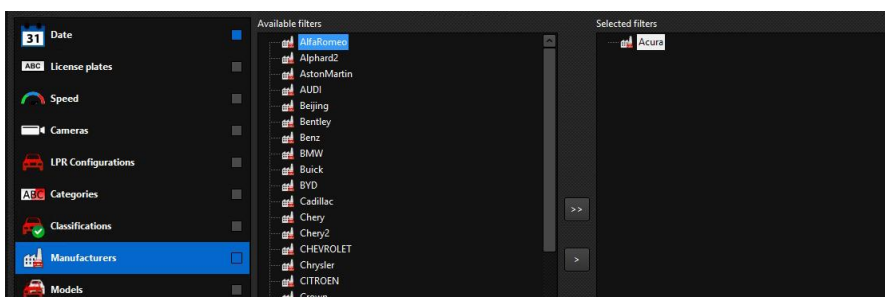 Available filters
Selected filters
31 Date
ABC License plates
Speed
Cameras
LPR Configurations
ABC Categories
Classifications
Manufacturers
Models
AlfaRomeo
Alphard2
AstonMartin
AUDI
Beijing
Bentley
Benz
BMW
Buick
BYD
Cadillac
Chery
Chery2
CHEVROLET
Chrysler
CITROEN
Crown
>>
>
Acura